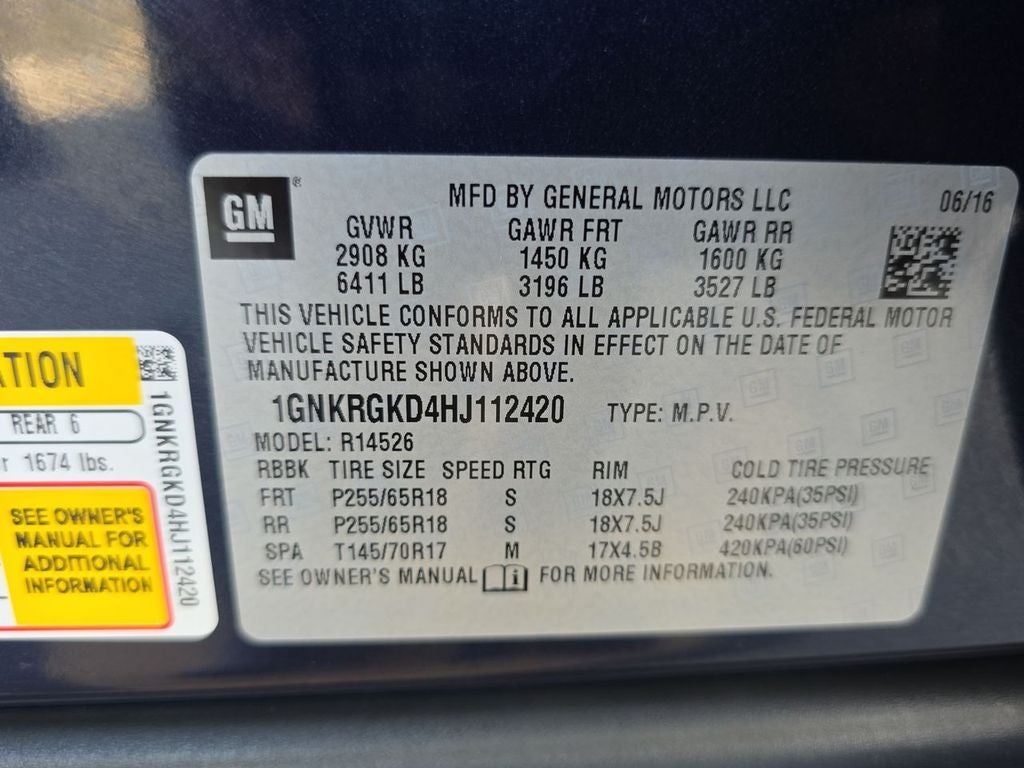 GM ®
MFD BY GENERAL MOTORS LLC 06/16
GVWR GAWR FRT GAWR RR
2908 KG 1450 KG 1600 KG
6411 LB 3196 LB 3527 LB
THIS VEHICLE CONFORMS TO ALL APPLICABLE U.S. FEDERAL MOTOR
VEHICLE SAFETY STANDARDS IN EFFECT ON THE DATE OF
MANUFACTURE SHOWN ABOVE.
1GNKRGKD4HJ112420 TYPE: M.P.V.
MODEL: R14526
RBBK TIRE SIZE SPEED RTG RIM COLD TIRE PRESSURE
FRT P255/65R18 S 18X7.5J 240KPA(35PSI)
RR P255/65R18 S 18X7.5J 240KPA(35PSI)
SPA T145/70R17 M 17X4.5B 420KPA(60PSI)
SEE OWNER'S MANUAL i FOR MORE INFORMATION.
ATION
REAR 6
r 1674 lbs.
SEE OWNER'S
MANUAL FOR
ADDITIONAL
INFORMATION
1GNKRGKD4HJ112420